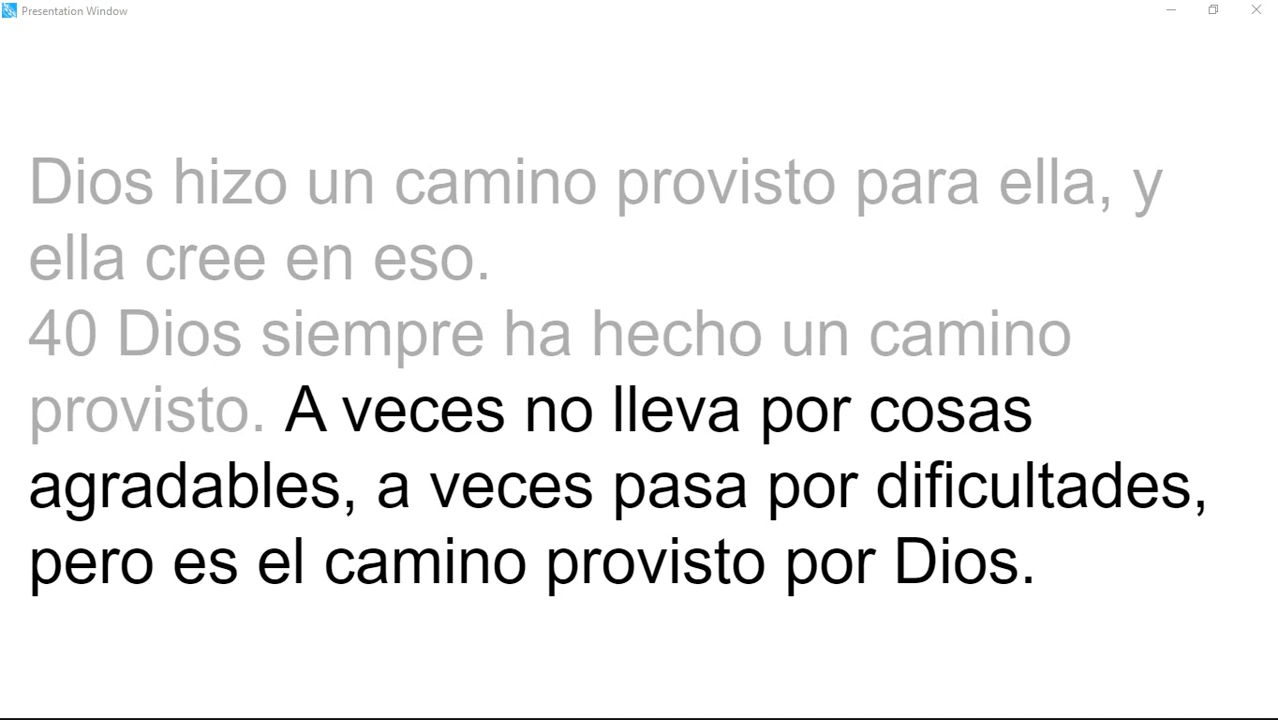 Presentation Window
Dios hizo un camino provisto para ella, y
ella cree en eso.
40 Dios siempre ha hecho un camino
provisto. A veces no lleva por cosas
agradables, a veces pasa por dificultades,
pero es el camino provisto por Dios.